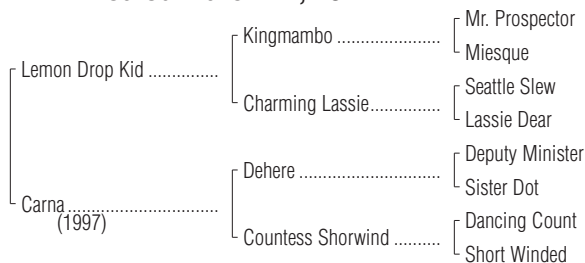 Mr. Prospector
Kingmambo ..................
Miesque
Lemon Drop Kid ..............
Seattle Slew
Charming Lassie...............
Lassie Dear
Deputy Minister
Dehere ..............................
Sister Dot
Carna ................................
(1997)
Dancing Count
Countess Shorwind ..........
Short Winded